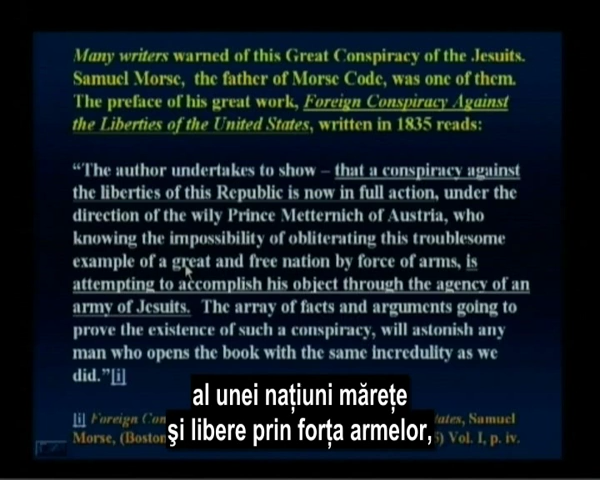 Many writers warned of this Great Conspiracy of the Jesuits.
Samuel Morse, the father of Morse Code, was one of them.
The preface of his great work, Foreign Conspiracy Against
the Liberties of the United States, written in 1835 reads:
“The author undertakes to show – that a conspiracy against
the liberties of this Republic is now in full action, under the
direction of the wily Prince Metternich of Austria, who
knowing the impossibility of obliterating this troublesome
example of a great and free nation by force of arms, is
attempting to accomplish his object through the agency of an
army of Jesuits. The array of facts and arguments going to
prove the existence of such a conspiracy, will astonish any
man who opens the book with the same incredulity as we
did.”[i]
al unei națiuni mărețe
[i] Foreign Con ates, Samuel
şi libere prin forța armelor,
Morse, (Boston ) Vol. I, p. iv.